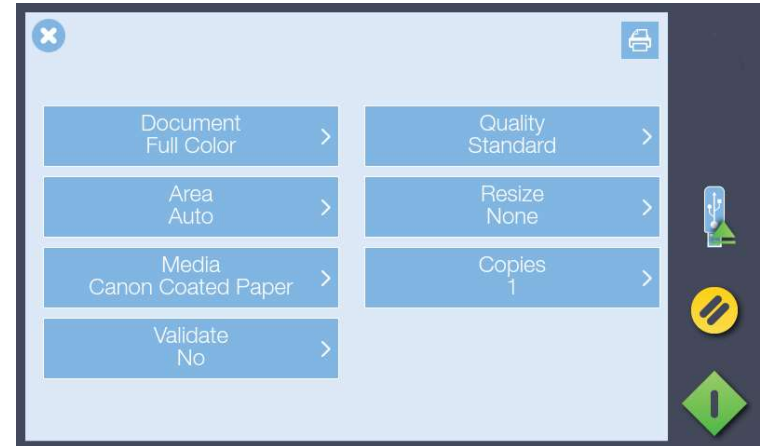 Document
Full Color
Quality
Standard
Area
Auto
Resize
None
Media
Canon Coated Paper
Copies
1
Validate
No